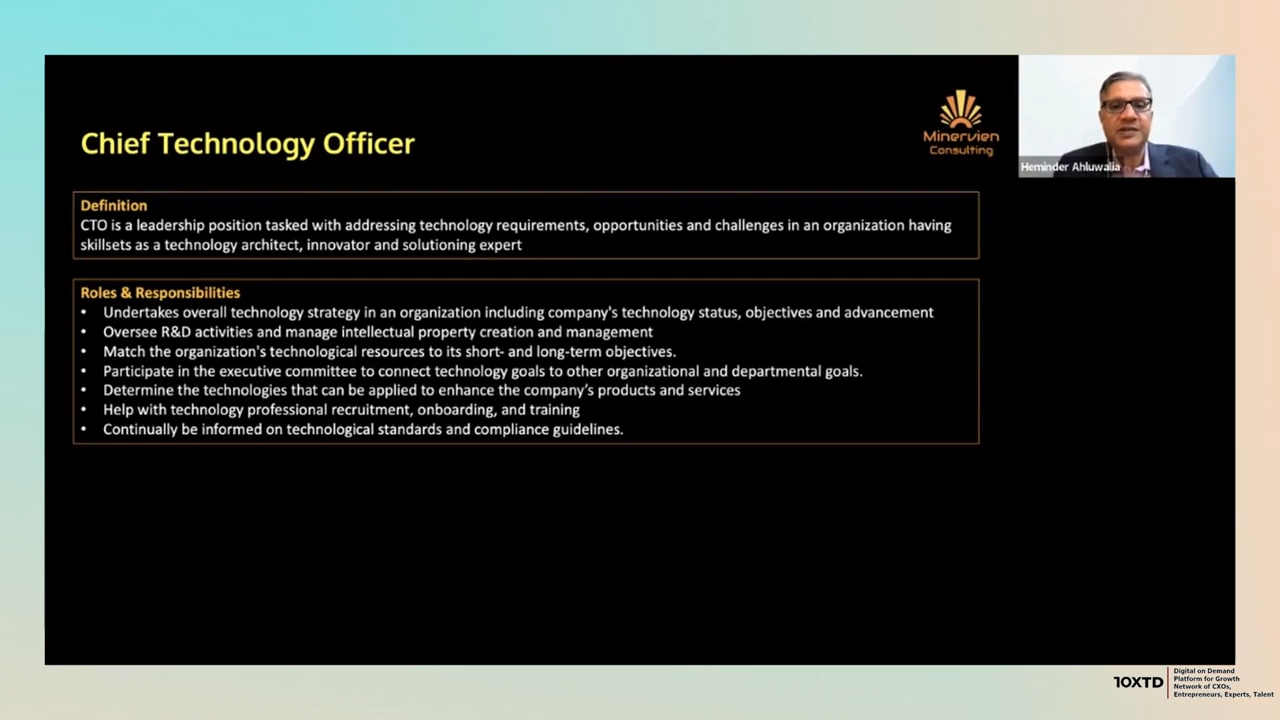 Chief Technology Officer
Minervien
Consulting
Heminder Ahluwalia
Definition
CTO is a leadership position tasked with addressing technology requirements, opportunities and challenges in an organization having
skillsets as a technology architect, innovator and solutioning expert
Roles & Responsibilities
• Undertakes overall technology strategy in an organization including company's technology status, objectives and advancement
• Oversee R&D activities and manage intellectual property creation and management
• Match the organization's technological resources to its short- and long-term objectives.
• Participate in the executive committee to connect technology goals to other organizational and departmental goals.
• Determine the technologies that can be applied to enhance the company’s products and services
• Help with technology professional recruitment, onboarding, and training
• Continually be informed on technological standards and compliance guidelines.
10XTD
Digital on Demand
Platform for Growth
Network of CXOs,
Entrepreneurs, Experts, Talent